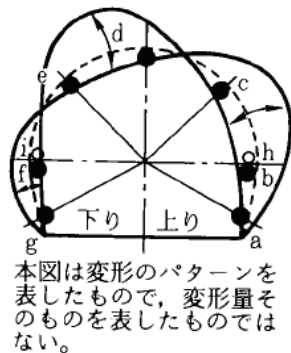 d
e
c
i
h
f
b
下り 上り
g
a
本図は変形のパターンを
表したもので，変形量そ
のものを表したものでは
ない。